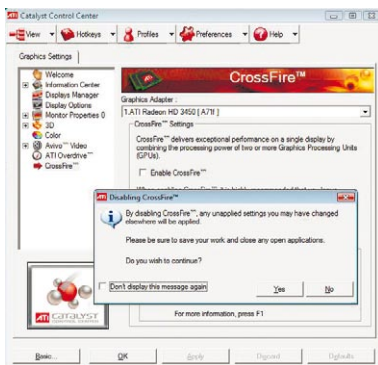 Catalyst Control Center
View Hotkeys Profiles Preferences Help
Graphics Settings
Welcome
Information Center
Displays Manager
Display Options
Monitor Properties 0
3D
Color
Avivo™ Video
ATI Overdrive™
CrossFire™
CrossFire™
Graphics Adapter :
1.ATI Radeon HD 3450 [ A71f ]
CrossFire™ Settings
CrossFire™ delivers exceptional performance on a single display by
combining the processing power of two or more Graphics Processing Units
(GPUs).
Enable CrossFire™
Disabling CrossFire™
By disabling CrossFire™, any unapplied settings you may have changed
elsewhere will be applied.
Please be sure to save your work and close any open applications.
Do you wish to continue?
Don't display this message again
Yes No
ATI CATALYST
CONTROL CENTER
For more information, press F1
Basic... OK Apply Discard Defaults